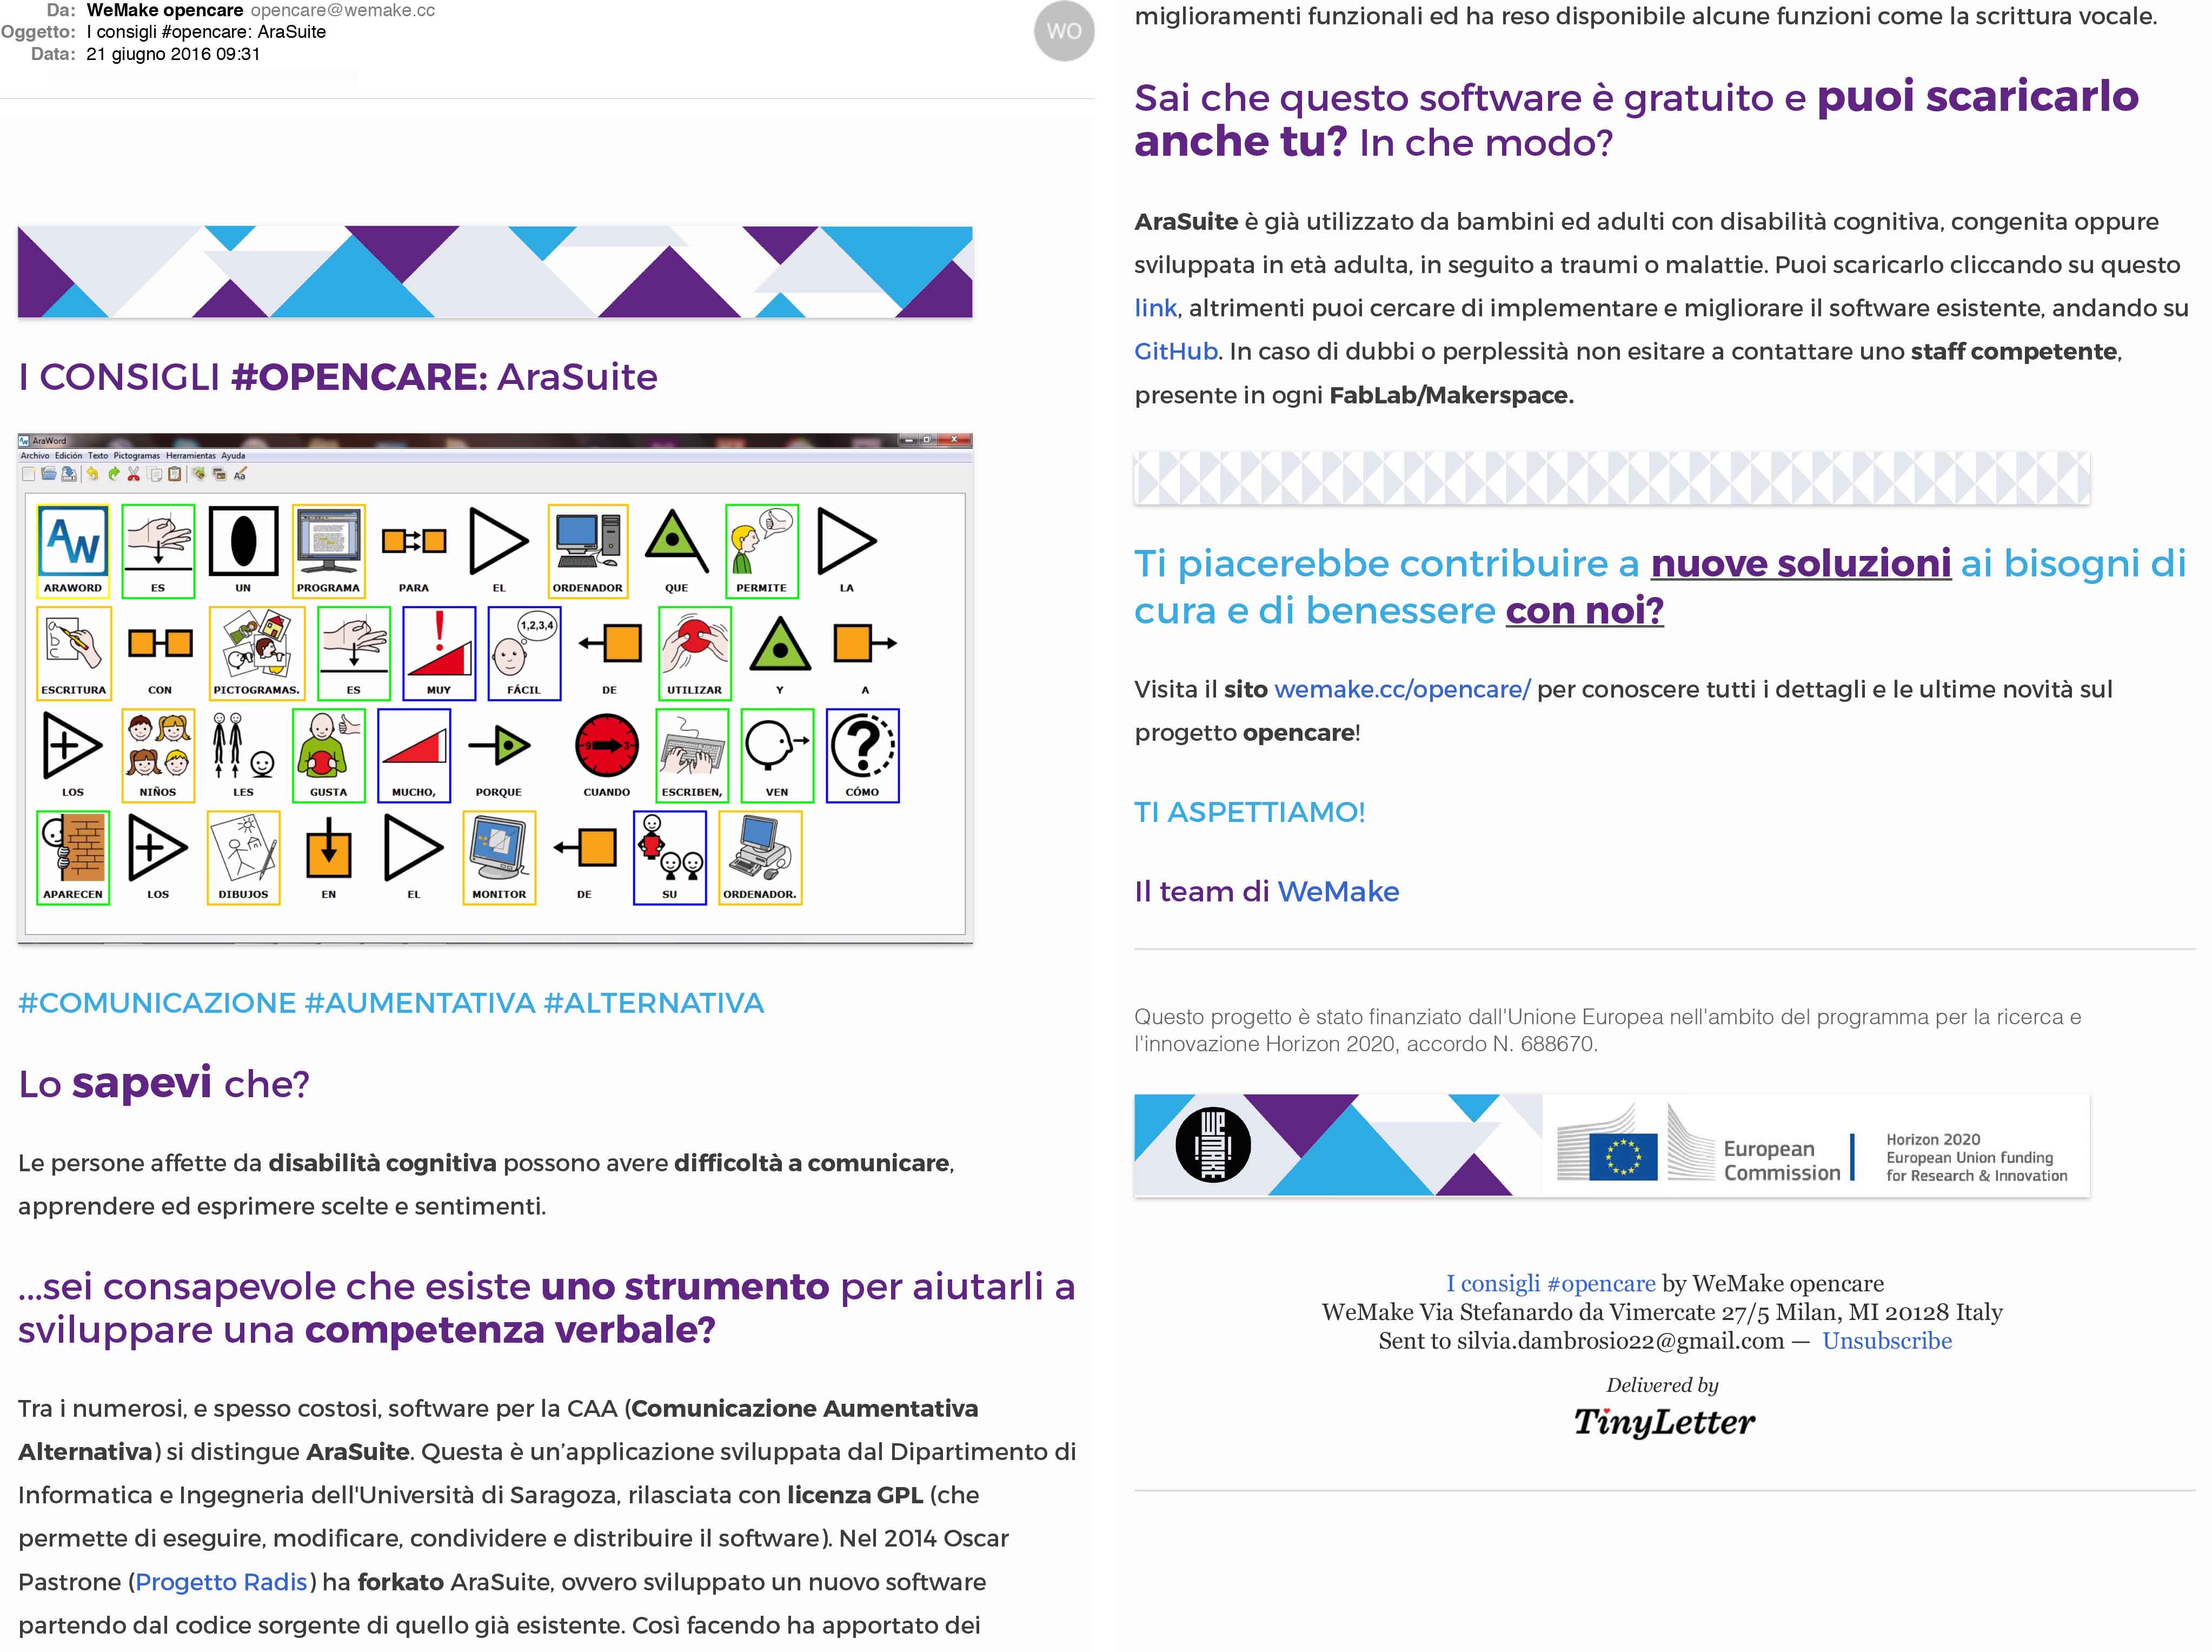 Da: WeMake opencare opencare@wemake.cc
Oggetto: I consigli #opencare: AraSuite
Data: 21 giugno 2016 09:31
WO
I CONSIGLI #OPENCARE: AraSuite
AraWord
Archivo Edición Texto Pictogramas Herramientas Ayuda
Aa
AW
1,2,3,4
ARAWORD ES UN PROGRAMA PARA EL ORDENADOR QUE PERMITE LA
ESCRITURA CON PICTOGRAMAS. ES MUY FÁCIL DE UTILIZAR Y A
LOS NIÑOS LES GUSTA MUCHO, PORQUE CUANDO ESCRIBEN, VEN CÓMO
APARECEN LOS DIBUJOS EN EL MONITOR DE SU ORDENADOR.
#COMUNICAZIONE #AUMENTATIVA #ALTERNATIVA
Lo sapevi che?
Le persone affette da disabilità cognitiva possono avere difficoltà a comunicare,
apprendere ed esprimere scelte e sentimenti.
...sei consapevole che esiste uno strumento per aiutarli a
sviluppare una competenza verbale?
Tra i numerosi, e spesso costosi, software per la CAA (Comunicazione Aumentativa
Alternativa) si distingue AraSuite. Questa è un’applicazione sviluppata dal Dipartimento di
Informatica e Ingegneria dell'Università di Saragoza, rilasciata con licenza GPL (che
permette di eseguire, modificare, condividere e distribuire il software). Nel 2014 Oscar
Pastrone (Progetto Radis) ha forkato AraSuite, ovvero sviluppato un nuovo software
partendo dal codice sorgente di quello già esistente. Così facendo ha apportato dei
miglioramenti funzionali ed ha reso disponibile alcune funzioni come la scrittura vocale.
Sai che questo software è gratuito e puoi scaricarlo
anche tu? In che modo?
AraSuite è già utilizzato da bambini ed adulti con disabilità cognitiva, congenita oppure
sviluppata in età adulta, in seguito a traumi o malattie. Puoi scaricarlo cliccando su questo
link, altrimenti puoi cercare di implementare e migliorare il software esistente, andando su
GitHub. In caso di dubbi o perplessità non esitare a contattare uno staff competente,
presente in ogni FabLab/Makerspace.
Ti piacerebbe contribuire a nuove soluzioni ai bisogni di
cura e di benessere con noi?
Visita il sito wemake.cc/opencare/ per conoscere tutti i dettagli e le ultime novità sul
progetto opencare!
TI ASPETTIAMO!
Il team di WeMake
Questo progetto è stato finanziato dall'Unione Europea nell'ambito del programma per la ricerca e
l'innovazione Horizon 2020, accordo N. 688670.
we make
European
Commission
Horizon 2020
European Union funding
for Research & Innovation
I consigli #opencare by WeMake opencare
WeMake Via Stefanardo da Vimercate 27/5 Milan, MI 20128 Italy
Sent to silvia.dambrosio22@gmail.com — Unsubscribe
Delivered by
TinyLetter